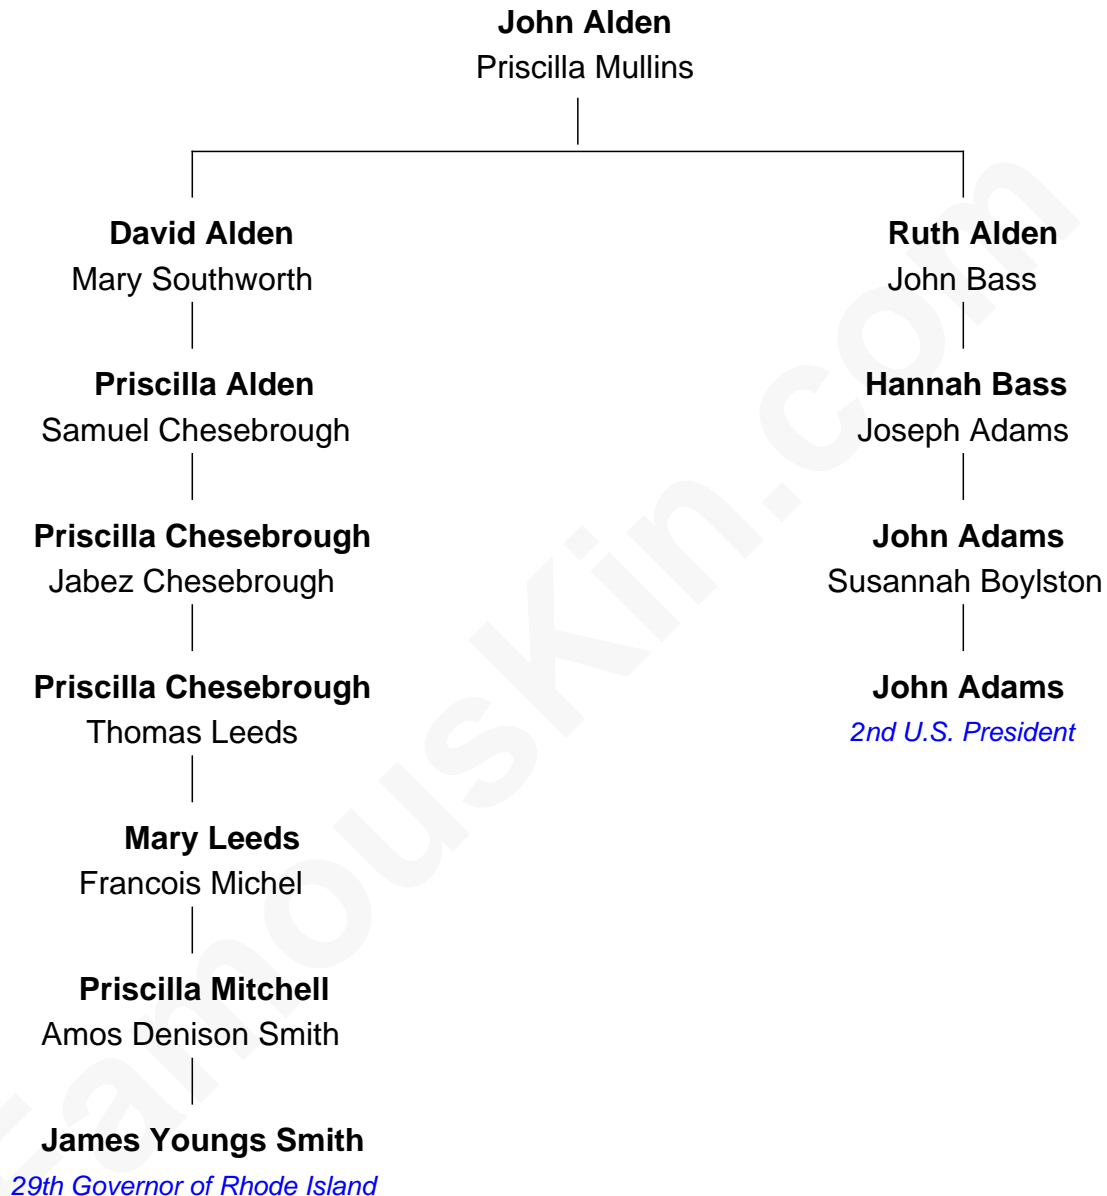 John Alden
Priscilla Mullins
David Alden
Mary Southworth
Ruth Alden
John Bass
Priscilla Alden
Samuel Chesebrough
Hannah Bass
Joseph Adams
Priscilla Chesebrough
Jabez Chesebrough
John Adams
Susannah Boylston
Priscilla Chesebrough
Thomas Leeds
John Adams
2nd U.S. President
Mary Leeds
Francois Michel
Priscilla Mitchell
Amos Denison Smith
James Youngs Smith
29th Governor of Rhode Island
FamousKin.com